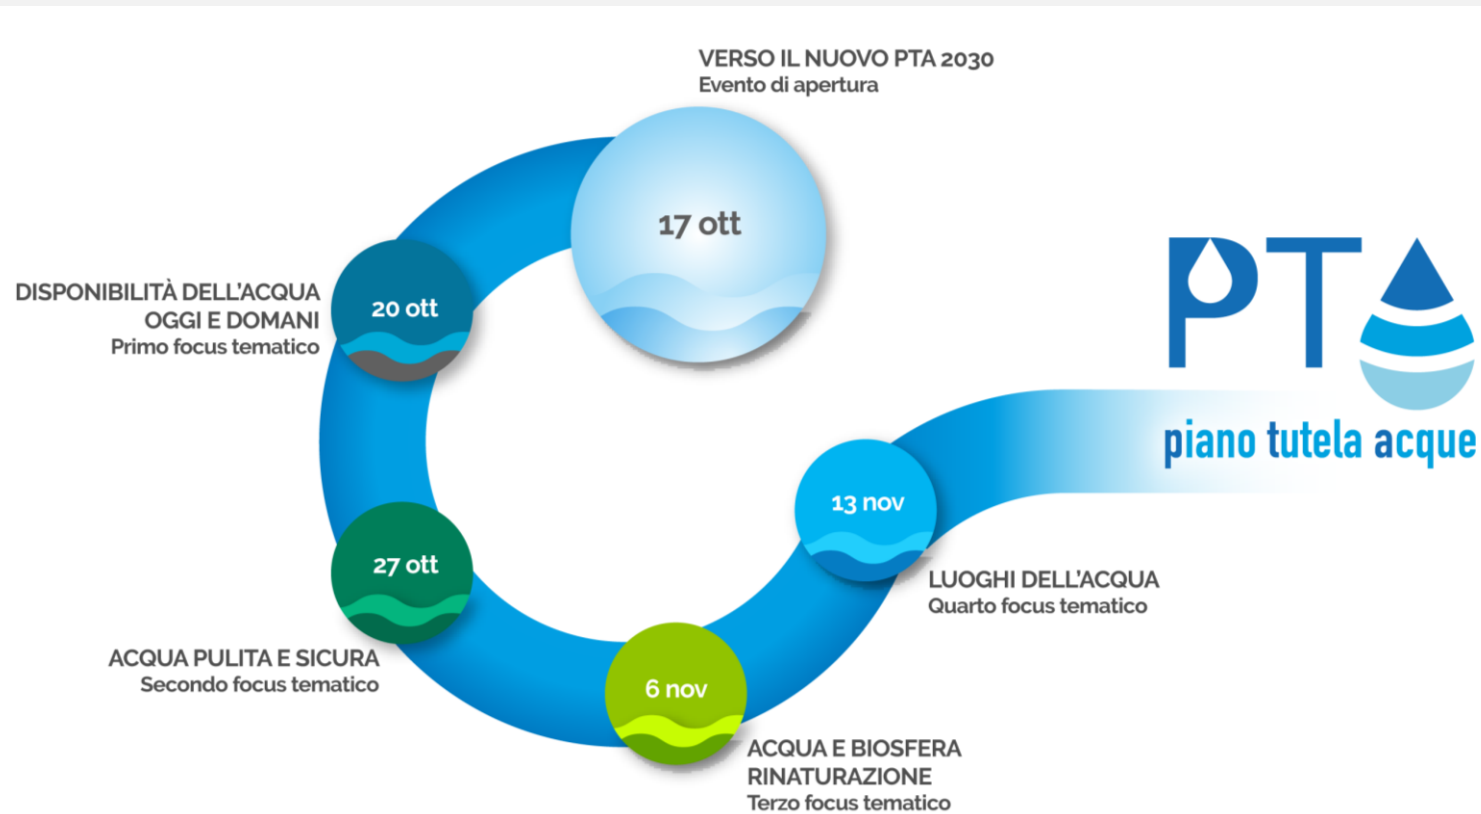 VERSO IL NUOVO PTA 2030
Evento di apertura
17 ott
DISPONIBILITÀ DELL'ACQUA
OGGI E DOMANI
Primo focus tematico
20 ott
27 ott
ACQUA PULITA E SICURA
Secondo focus tematico
6 nov
ACQUA E BIOSFERA
RINATURAZIONE
Terzo focus tematico
13 nov
LUOGHI DELL'ACQUA
Quarto focus tematico
PTA
piano tutela acque